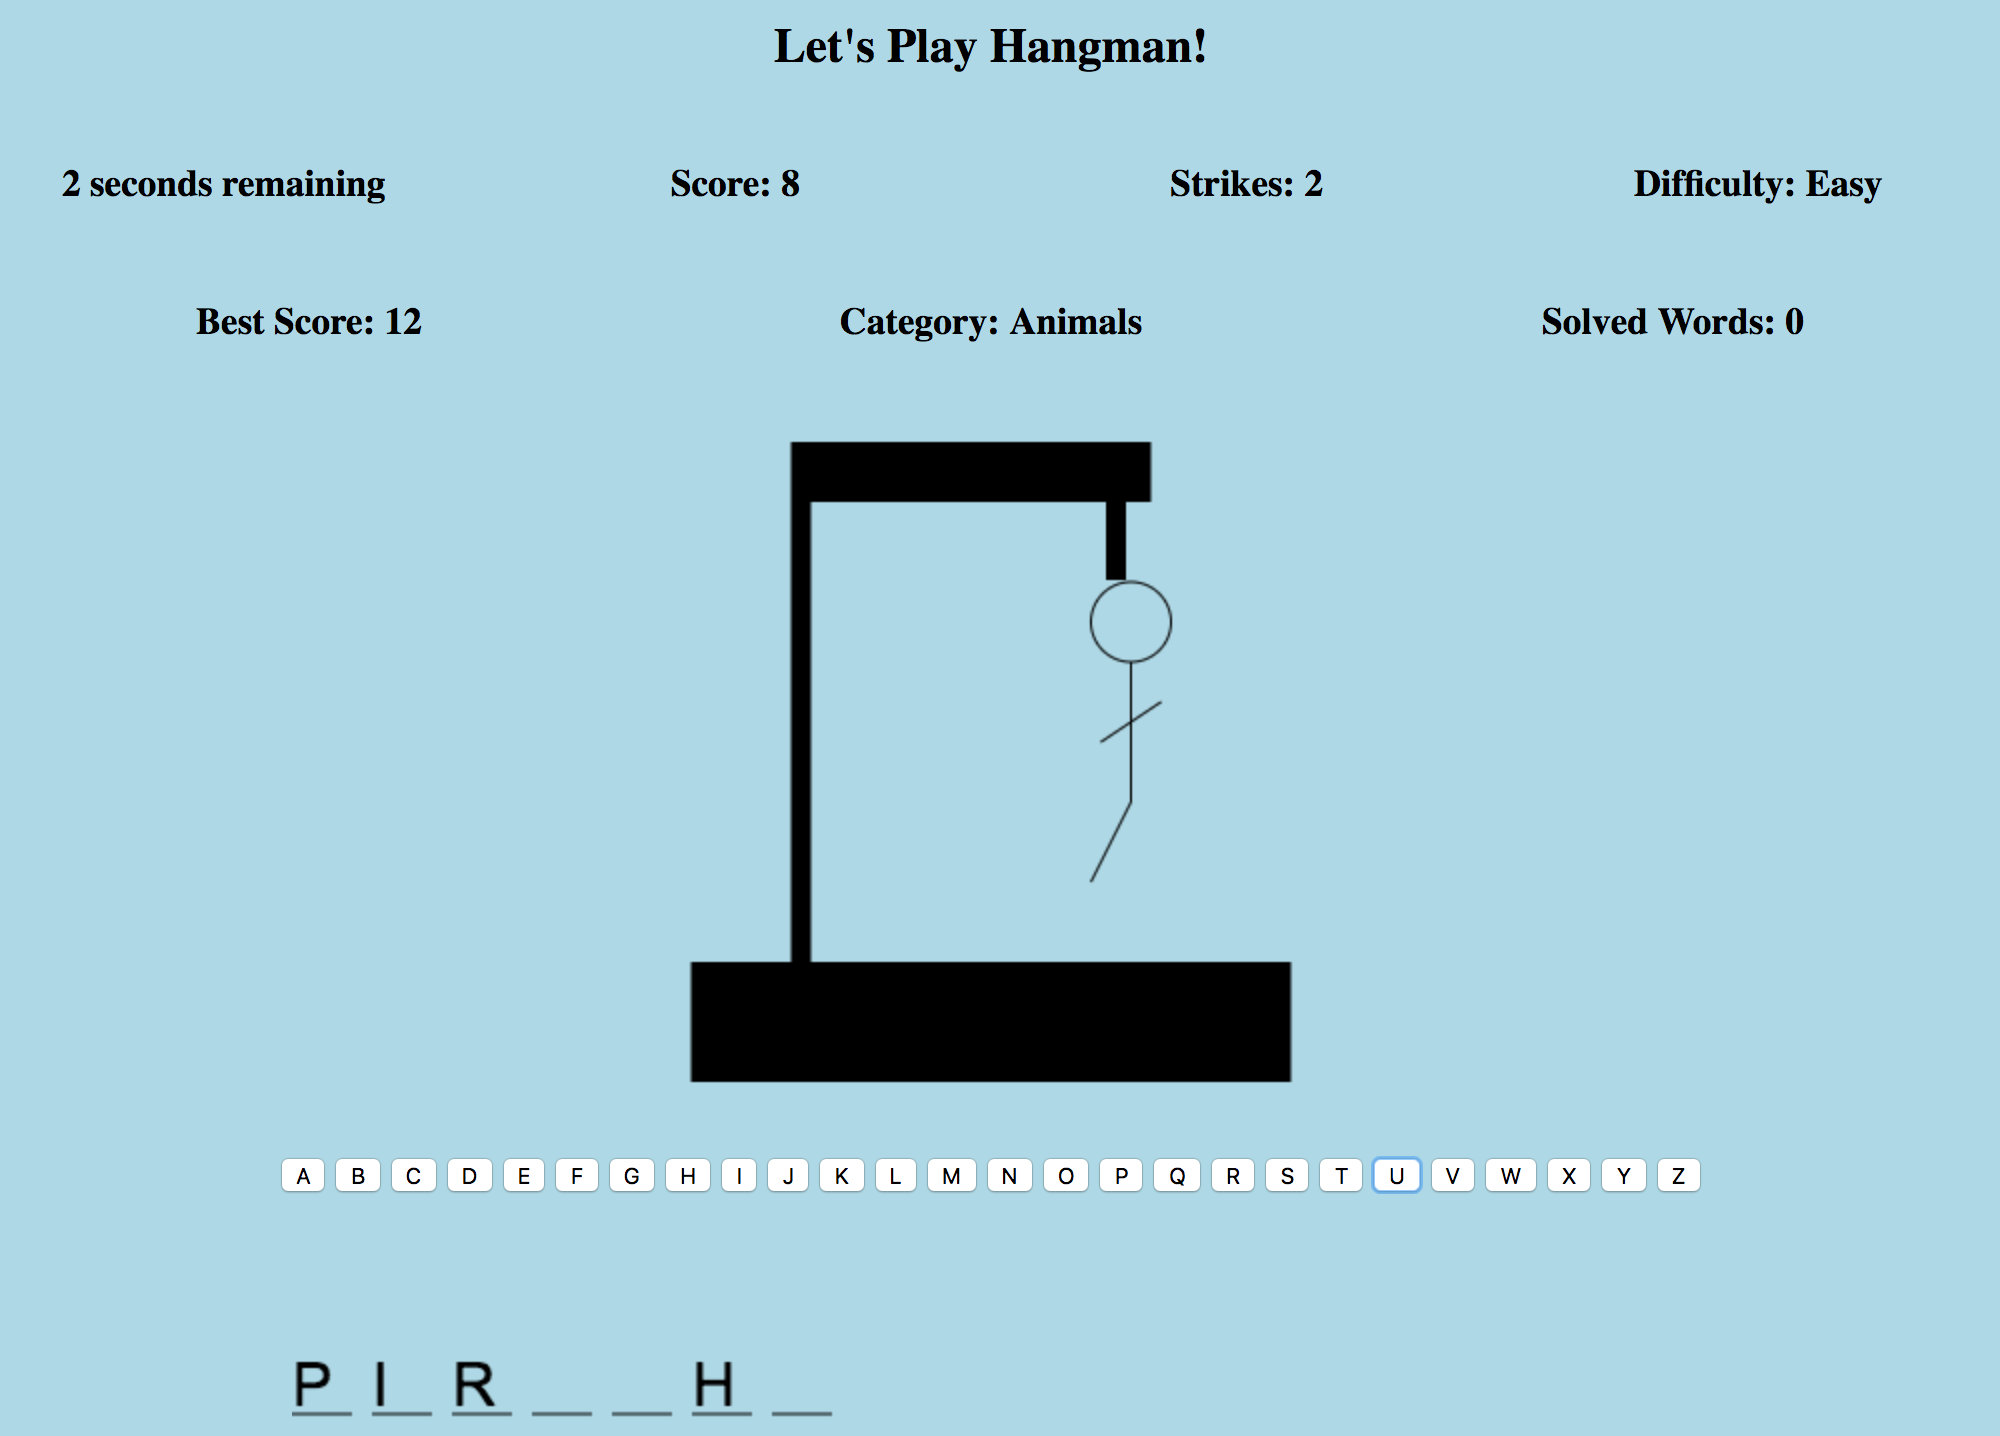 Let's Play Hangman!
2 seconds remaining Score: 8 Strikes: 2 Difficulty: Easy
Best Score: 12 Category: Animals Solved Words: 0
A B C D E F G H I J K L M N O P Q R S T U V W X Y Z
P I R _ _ H _